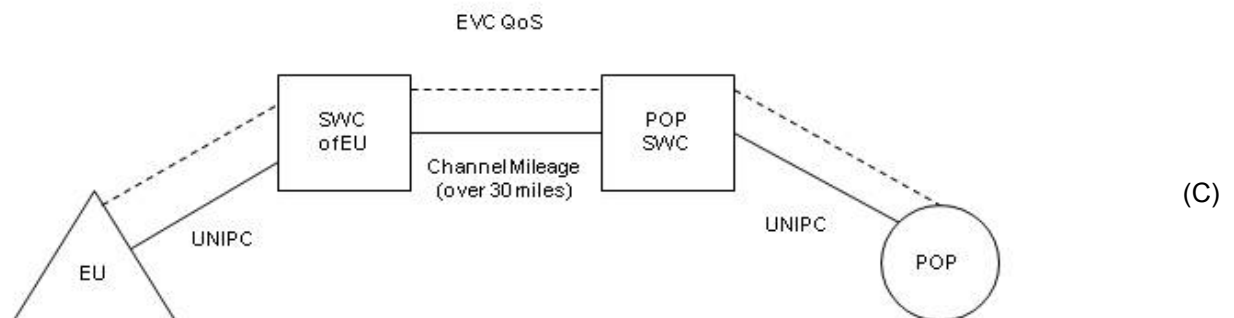 EVC QoS
SWC
of EU
POP
SWC
Channel Mileage
(over 30 miles)
(C)
UNIPC
UNIPC
EU
POP